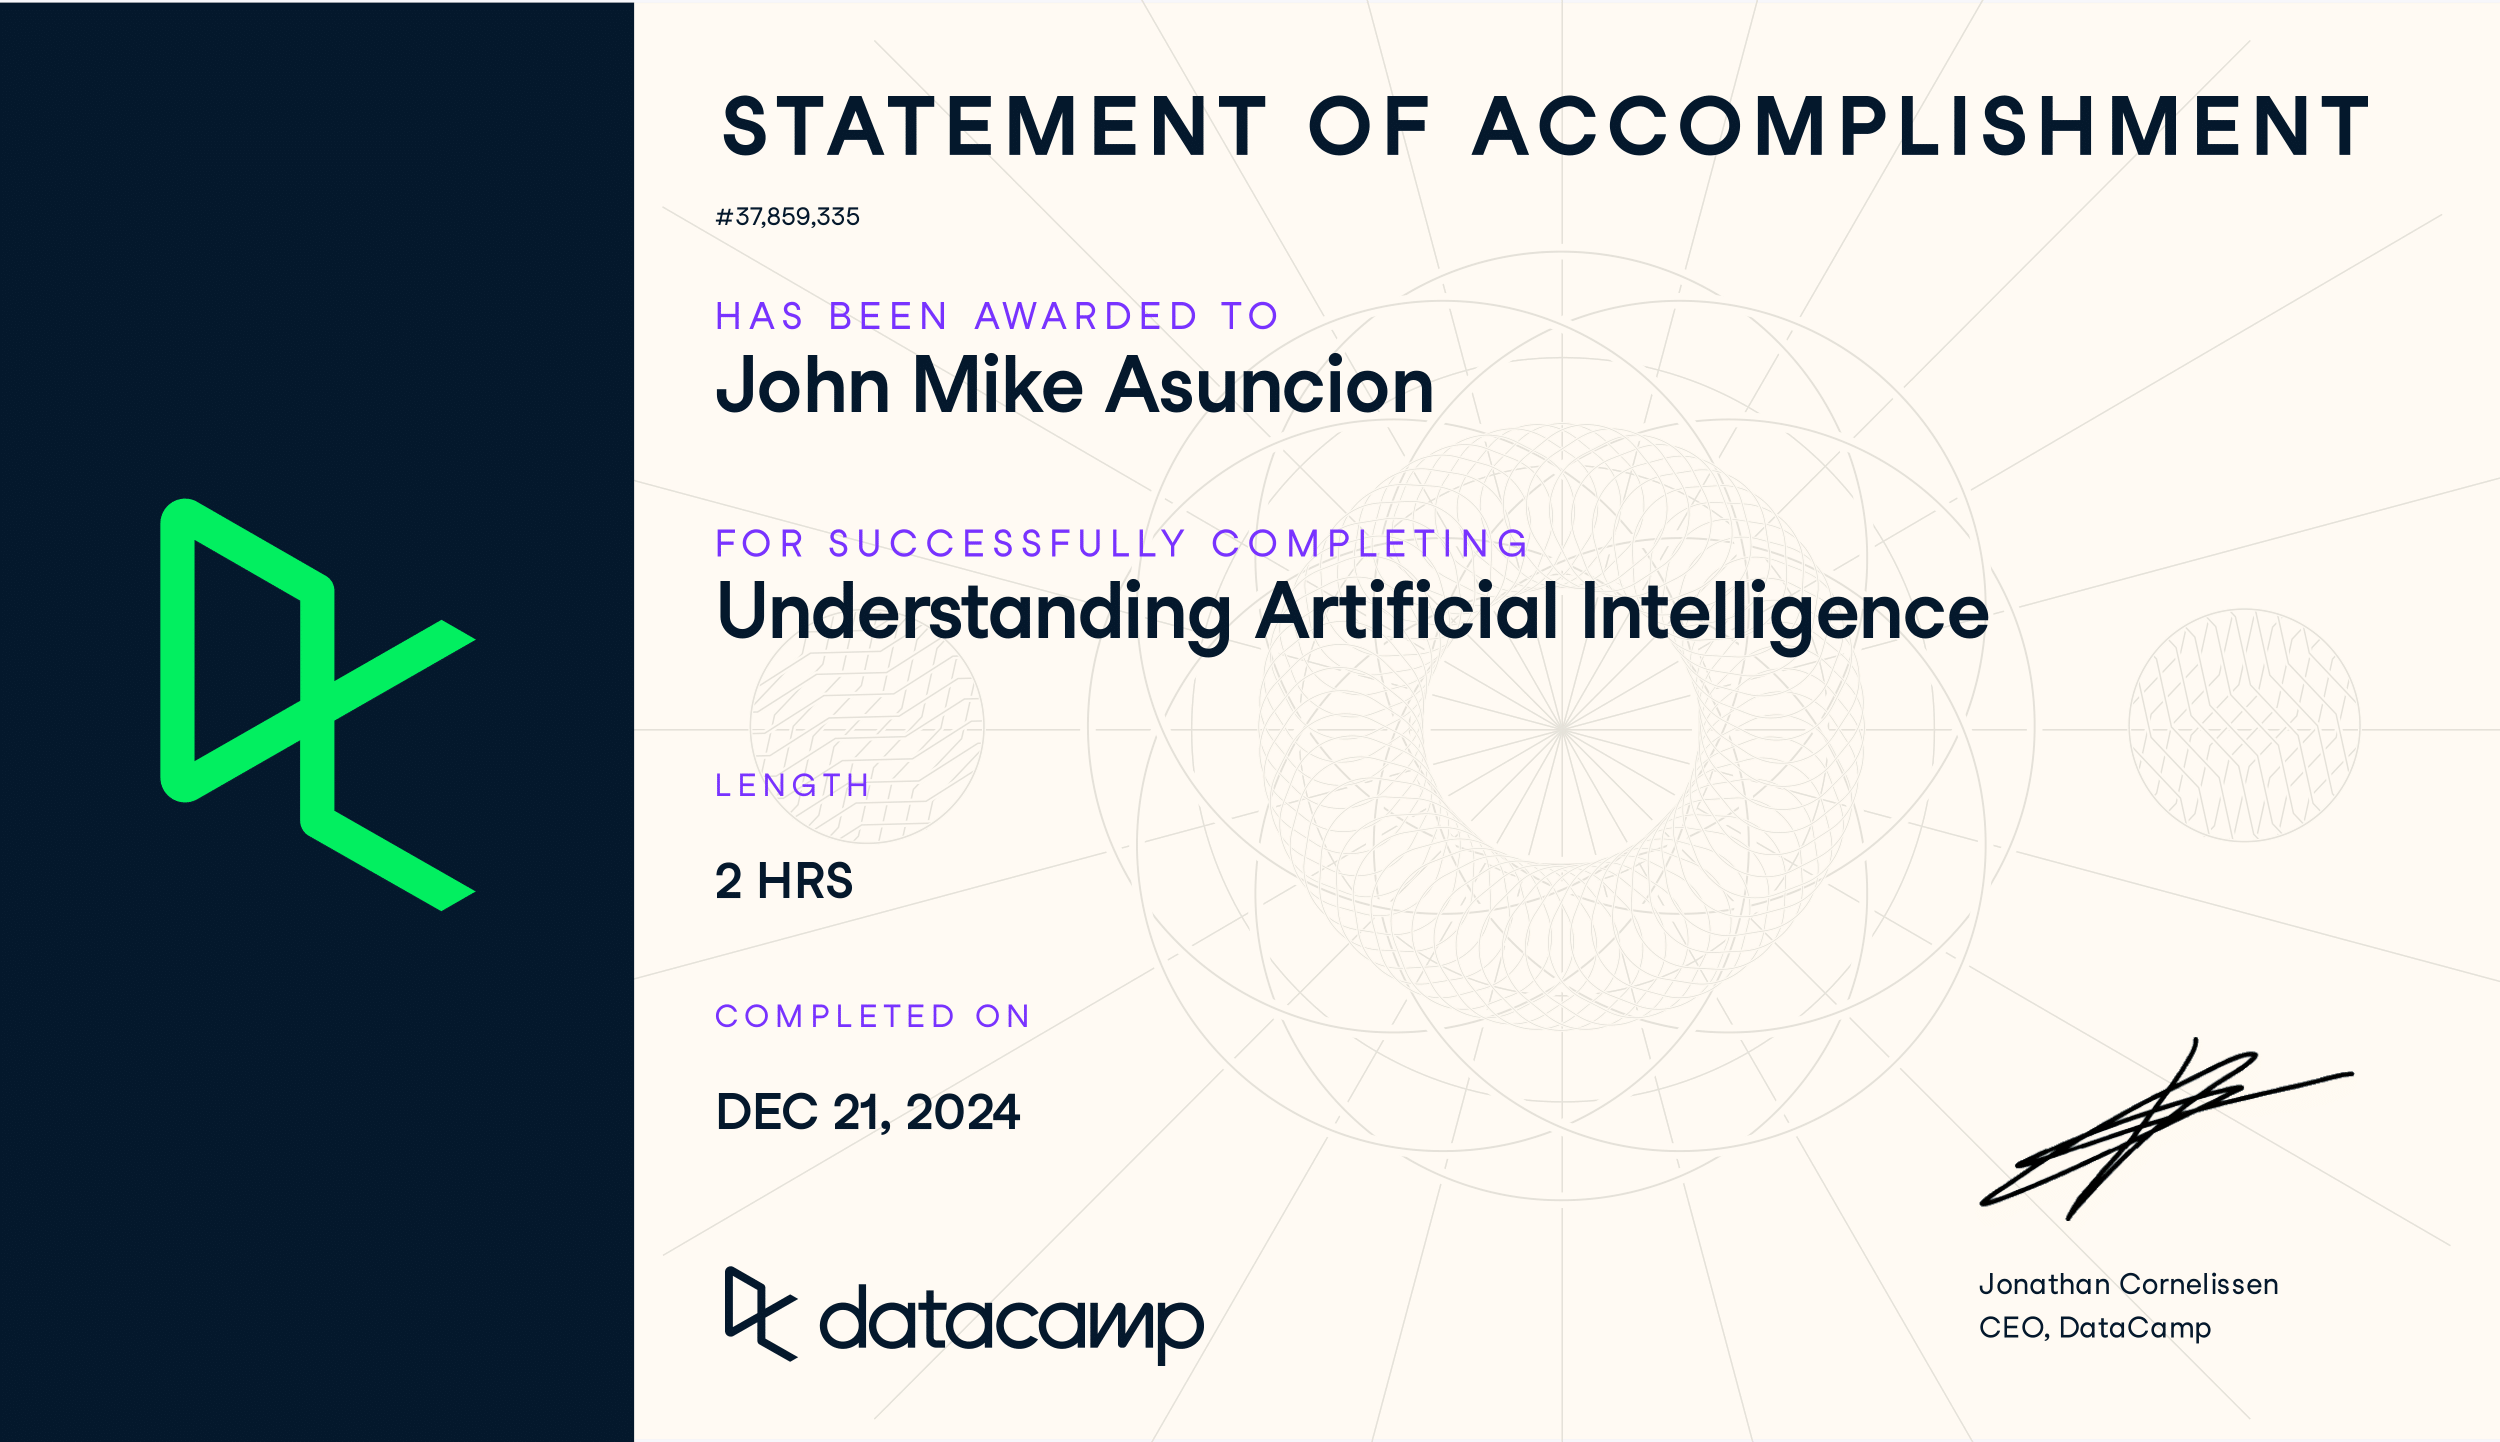 STATEMENT OF ACCOMPLISHMENT
#37,859,335
HAS BEEN AWARDED TO
John Mike Asuncion
FOR SUCCESSFULLY COMPLETING
Understanding Artificial Intelligence
LENGTH
2 HRS
COMPLETED ON
DEC 21, 2024
datacamp
Jonathan Cornelissen
CEO, DataCamp